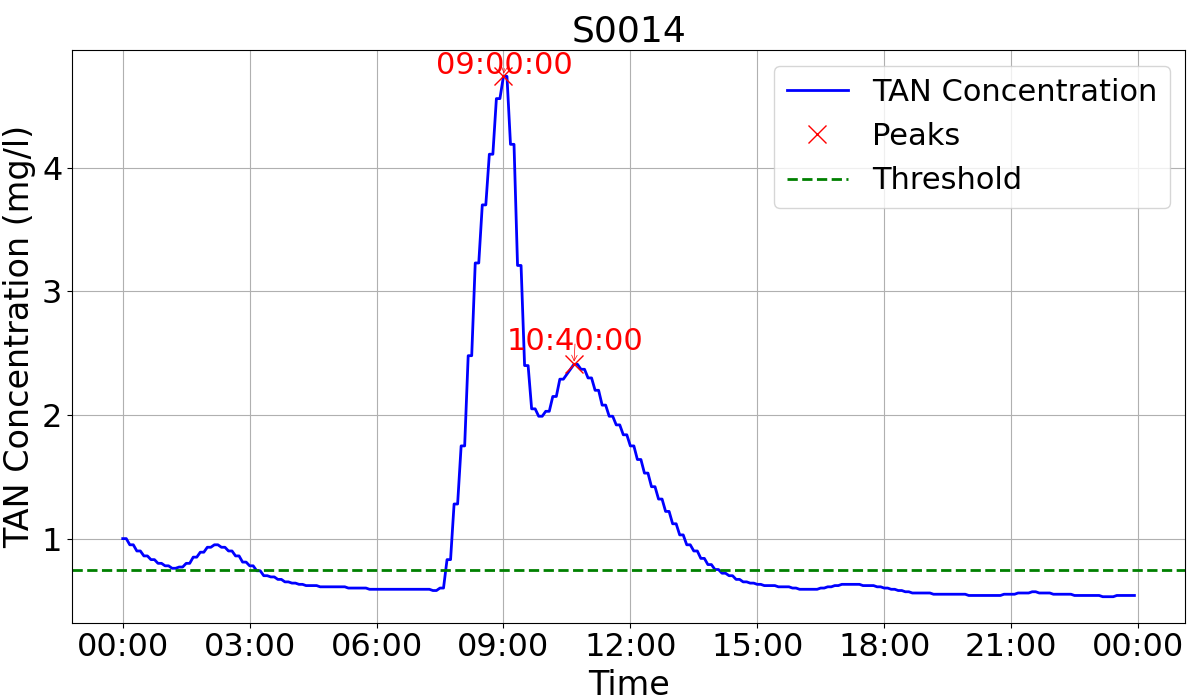 S0014
09:00:00
10:40:00
TAN Concentration
Peaks
Threshold
TAN Concentration (mg/l)
4
3
2
1
00:00 03:00 06:00 09:00 12:00 15:00 18:00 21:00 00:00
Time